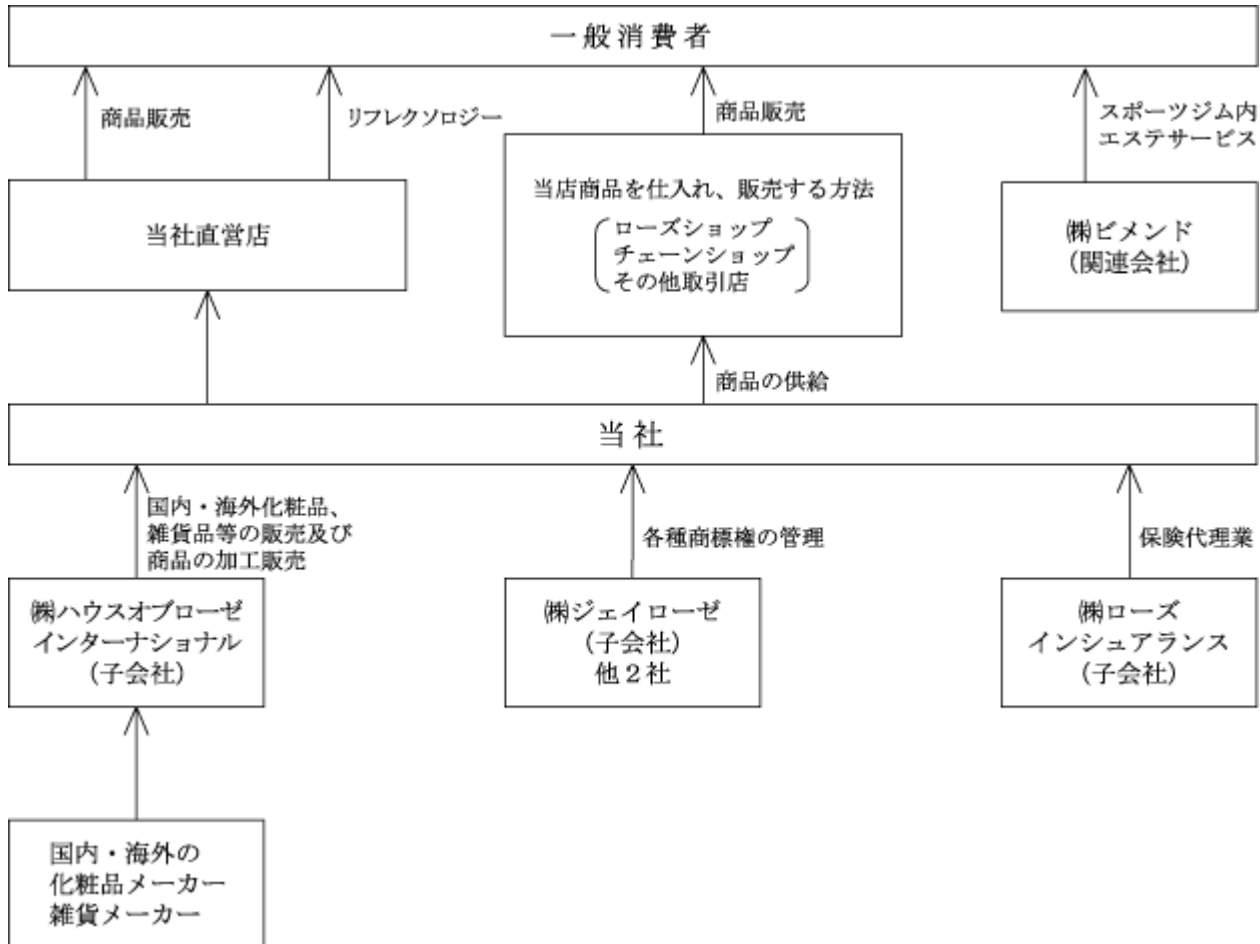 一般消費者
商品販売
リフレクソロジー
商品販売
スポーツジム内
エステサービス
当社直営店
当店商品を仕入れ、販売する方法
ローズショップ
チェーンショップ
その他取引店
㈱ビメンド
(関連会社)
商品の供給
当社
国内・海外化粧品、
雑貨品等の販売及び
商品の加工販売
各種商標権の管理
保険代理業
㈱ハウスオブローゼ
インターナショナル
(子会社)
㈱ジェイローゼ
(子会社)
他2社
㈱ローズ
インシュアランス
(子会社)
国内・海外の
化粧品メーカー
雑貨メーカー